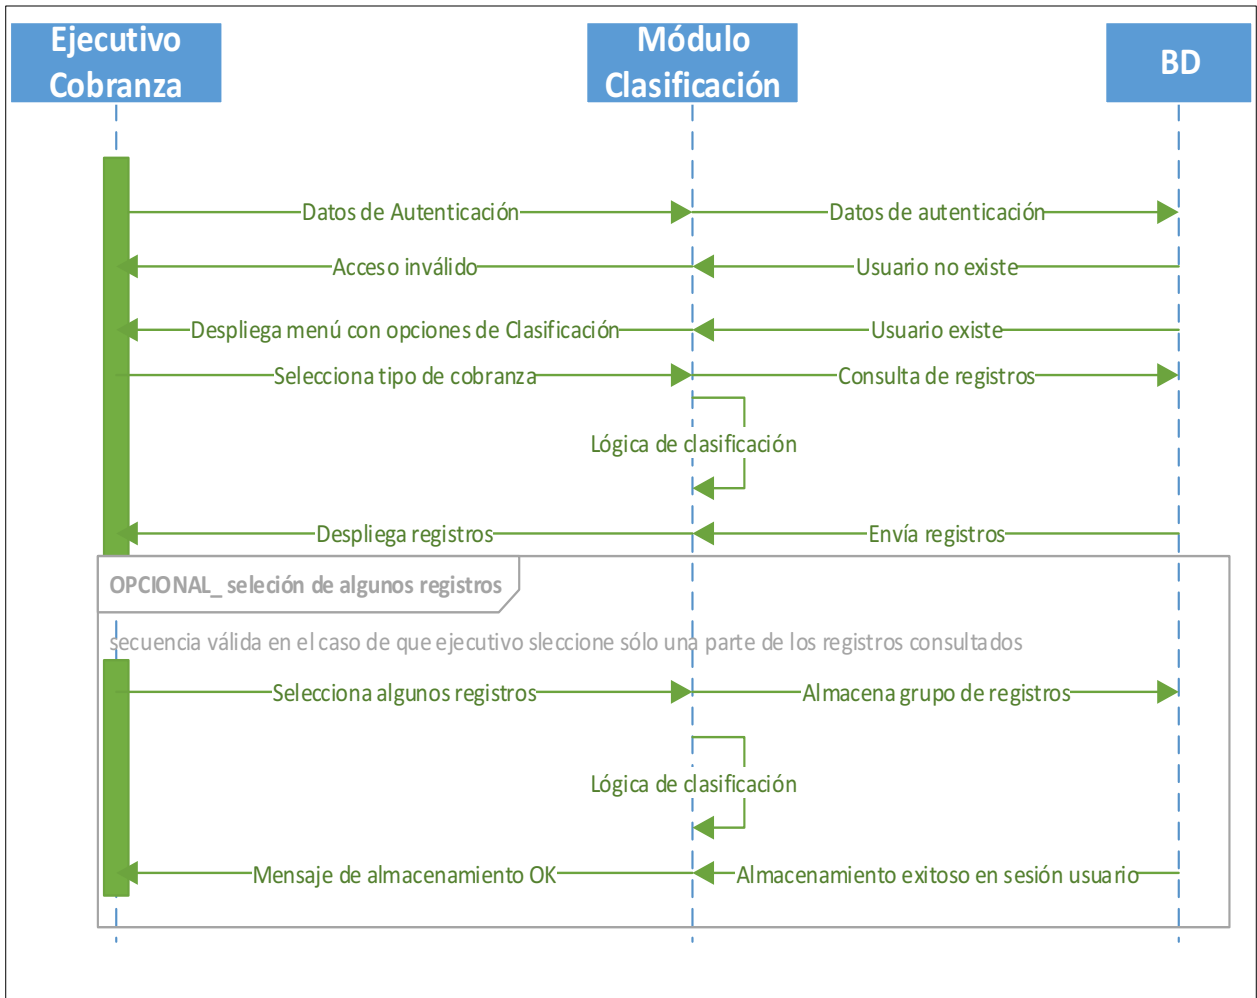 Ejecutivo
Cobranza
Módulo
Clasificación
BD
Datos de Autenticación
Datos de autenticación
Acceso inválido
Usuario no existe
Despliega menú con opciones de Clasificación
Usuario existe
Selecciona tipo de cobranza
Consulta de registros
Lógica de clasificación
Despliega registros
Envía registros
OPCIONAL_ seleción de algunos registros
secuencia válida en el caso de que ejecutivo sleccione sólo una parte de los registros consultados
Selecciona algunos registros
Almacena grupo de registros
Lógica de clasificación
Mensaje de almacenamiento OK
Almacenamiento exitoso en sesión usuario